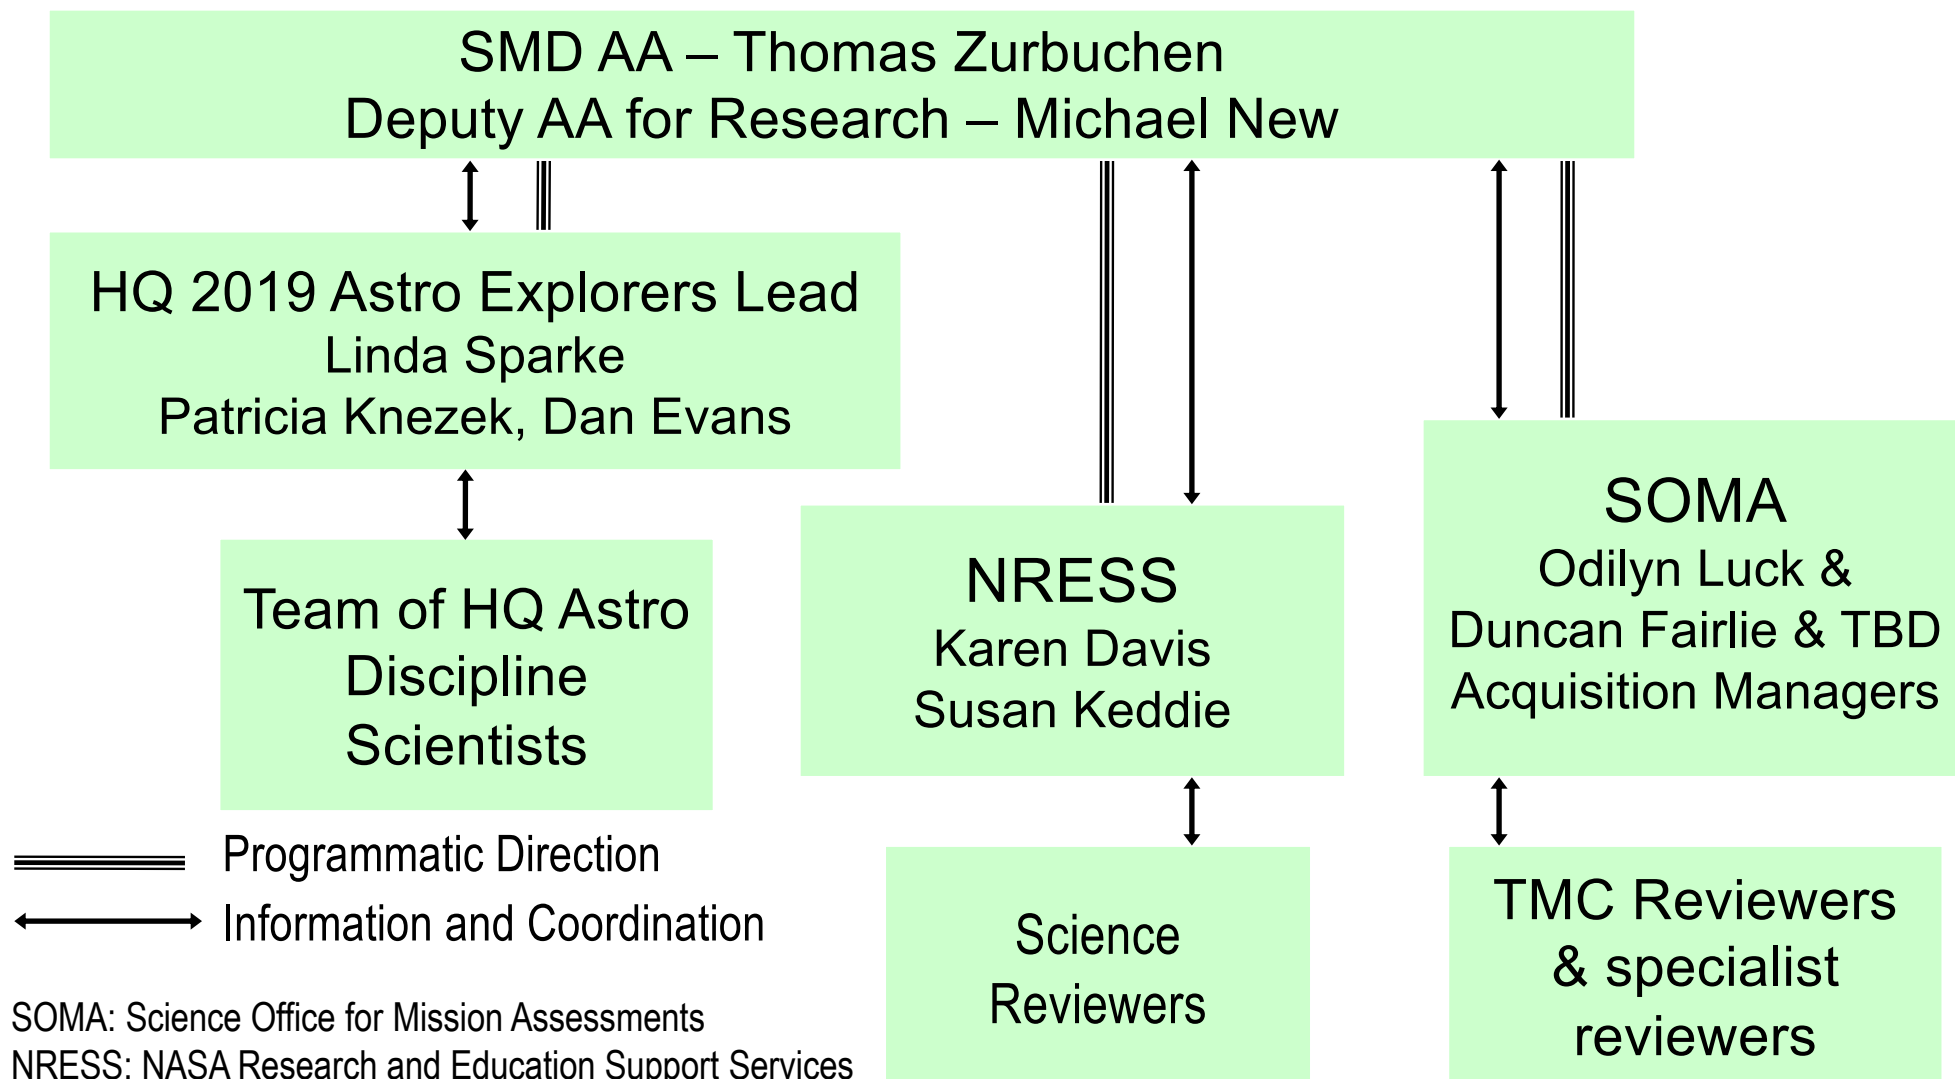 SMD AA – Thomas Zurbuchen
Deputy AA for Research – Michael New
HQ 2019 Astro Explorers Lead
Linda Sparke
Patricia Knezek, Dan Evans
Team of HQ Astro
Discipline
Scientists
NRESS
Karen Davis
Susan Keddie
SOMA
Odilyn Luck &
Duncan Fairlie & TBD
Acquisition Managers
Science
Reviewers
TMC Reviewers
& specialist
reviewers
Programmatic Direction
Information and Coordination
SOMA: Science Office for Mission Assessments
NRESS: NASA Research and Education Support Services